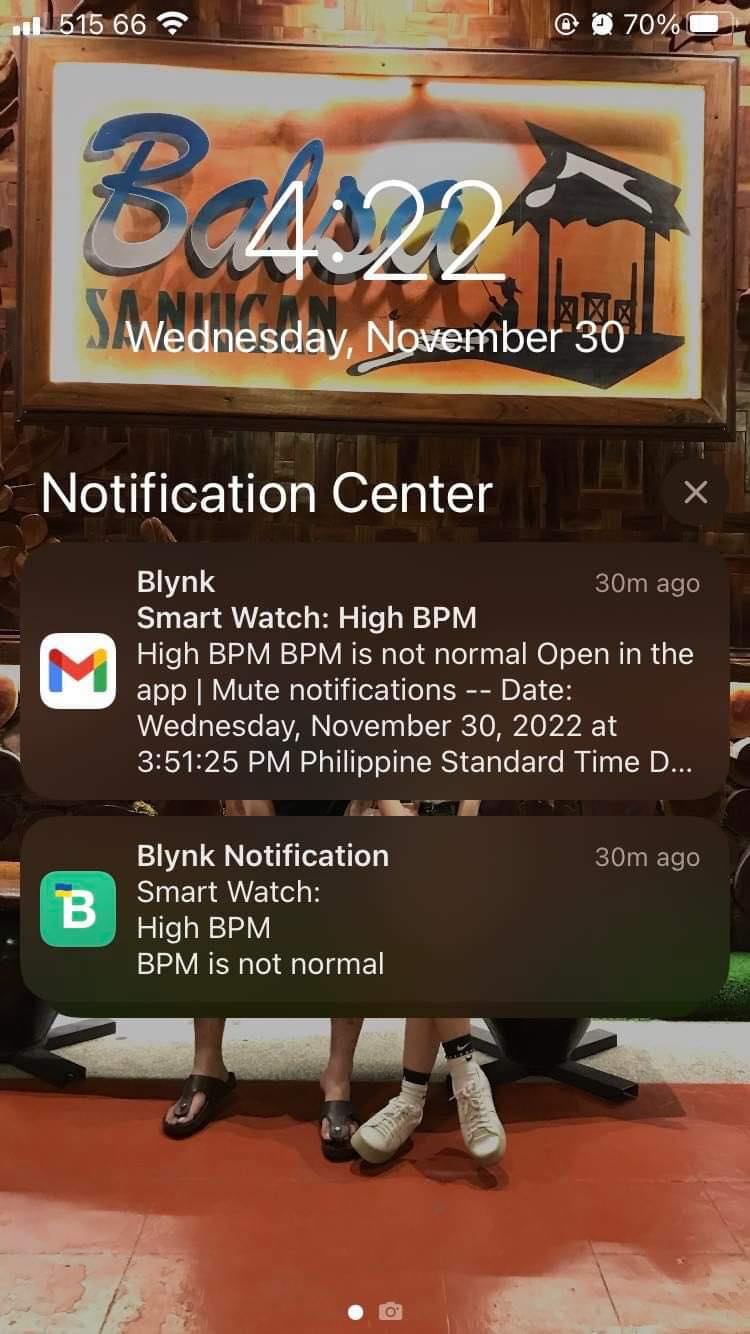 515 66 70%
Balsa
SANHIGAN
4:22
Wednesday, November 30
Notification Center
Blynk 30m ago
Smart Watch: High BPM
High BPM BPM is not normal Open in the
app | Mute notifications -- Date:
Wednesday, November 30, 2022 at
3:51:25 PM Philippine Standard Time D...
Blynk Notification 30m ago
B
Smart Watch:
High BPM
BPM is not normal